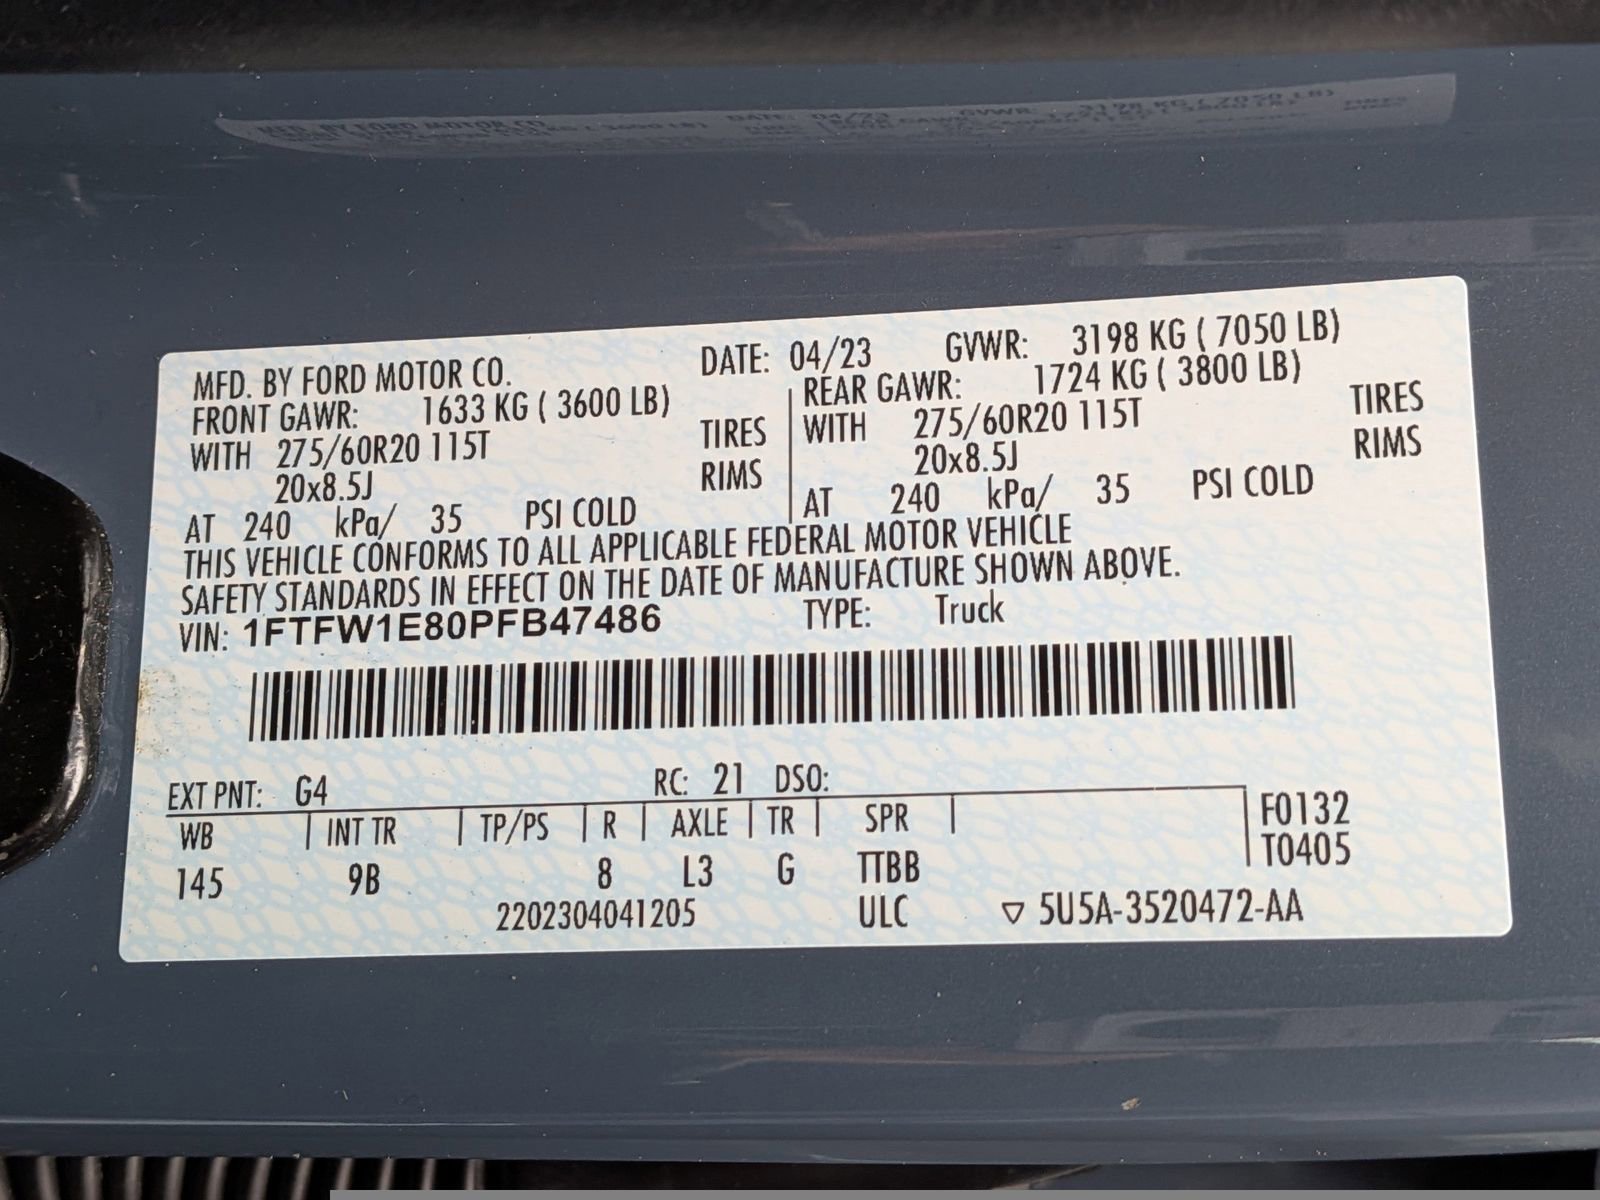 MFD. BY FORD MOTOR CO. DATE: 04/23 GVWR: 3198 KG ( 7050 LB)
FRONT GAWR: 1633 KG ( 3600 LB) REAR GAWR: 1724 KG ( 3800 LB)
WITH 275/60R20 115T TIRES WITH 275/60R20 115T TIRES
20x8.5J RIMS 20x8.5J RIMS
AT 240 kPa/ 35 PSI COLD AT 240 kPa/ 35 PSI COLD
THIS VEHICLE CONFORMS TO ALL APPLICABLE FEDERAL MOTOR VEHICLE
SAFETY STANDARDS IN EFFECT ON THE DATE OF MANUFACTURE SHOWN ABOVE.
VIN: 1FTFW1E80PFB47486 TYPE: Truck
EXT PNT: G4 RC: 21 DSO:
WB INT TR TP/PS R AXLE TR SPR F0132
145 9B 8 L3 G TTBB T0405
2202304041205 ULC ▽ 5U5A-3520472-AA